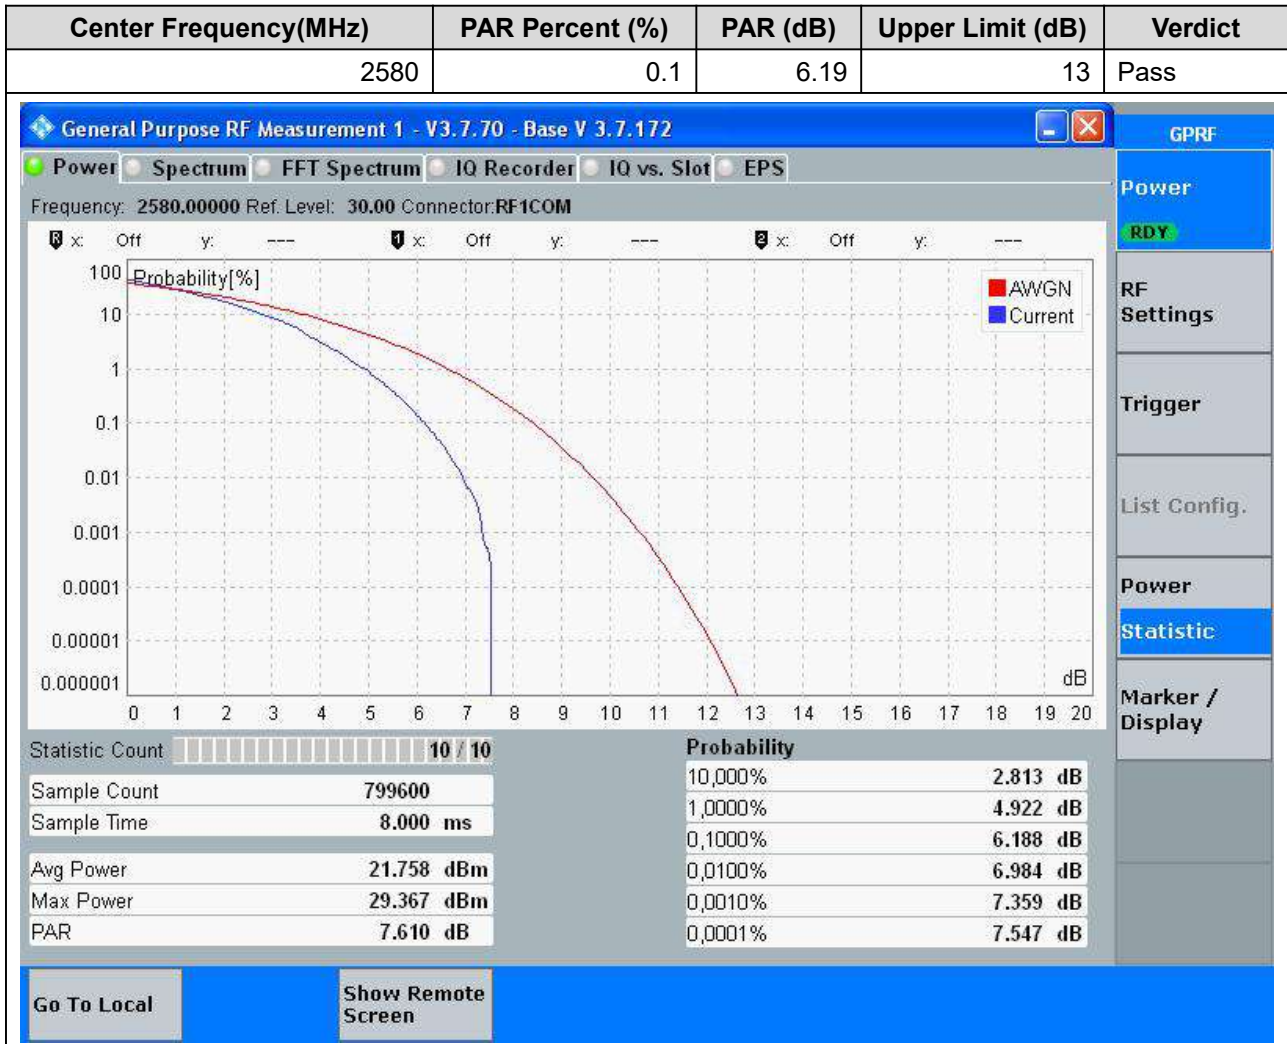 Center Frequency(MHz) PAR Percent (%) PAR (dB) Upper Limit (dB) Verdict
2580 0.1 6.19 13 Pass
General Purpose RF Measurement 1 - V3.7.70 - Base V 3.7.172
GPRF
Power Spectrum FFT Spectrum IQ Recorder IQ vs. Slot EPS
Frequency: 2580.00000 Ref. Level: 30.00 Connector:RF1COM
R x: Off y: --- 1 x: Off y: --- 2 x: Off y: ---
Power
RDY
RF
Settings
Trigger
List Config.
Power
Statistic
Marker /
Display
Probability[%]
AWGN
Current
100
10
1
0.1
0.01
0.001
0.0001
0.00001
0.000001
dB
0 1 2 3 4 5 6 7 8 9 10 11 12 13 14 15 16 17 18 19 20
Statistic Count 10 / 10
Sample Count 799600
Sample Time 8.000 ms
Avg Power 21.758 dBm
Max Power 29.367 dBm
PAR 7.610 dB
Probability
10,000% 2.813 dB
1,0000% 4.922 dB
0,1000% 6.188 dB
0,0100% 6.984 dB
0,0010% 7.359 dB
0,0001% 7.547 dB
Go To Local
Show Remote
Screen